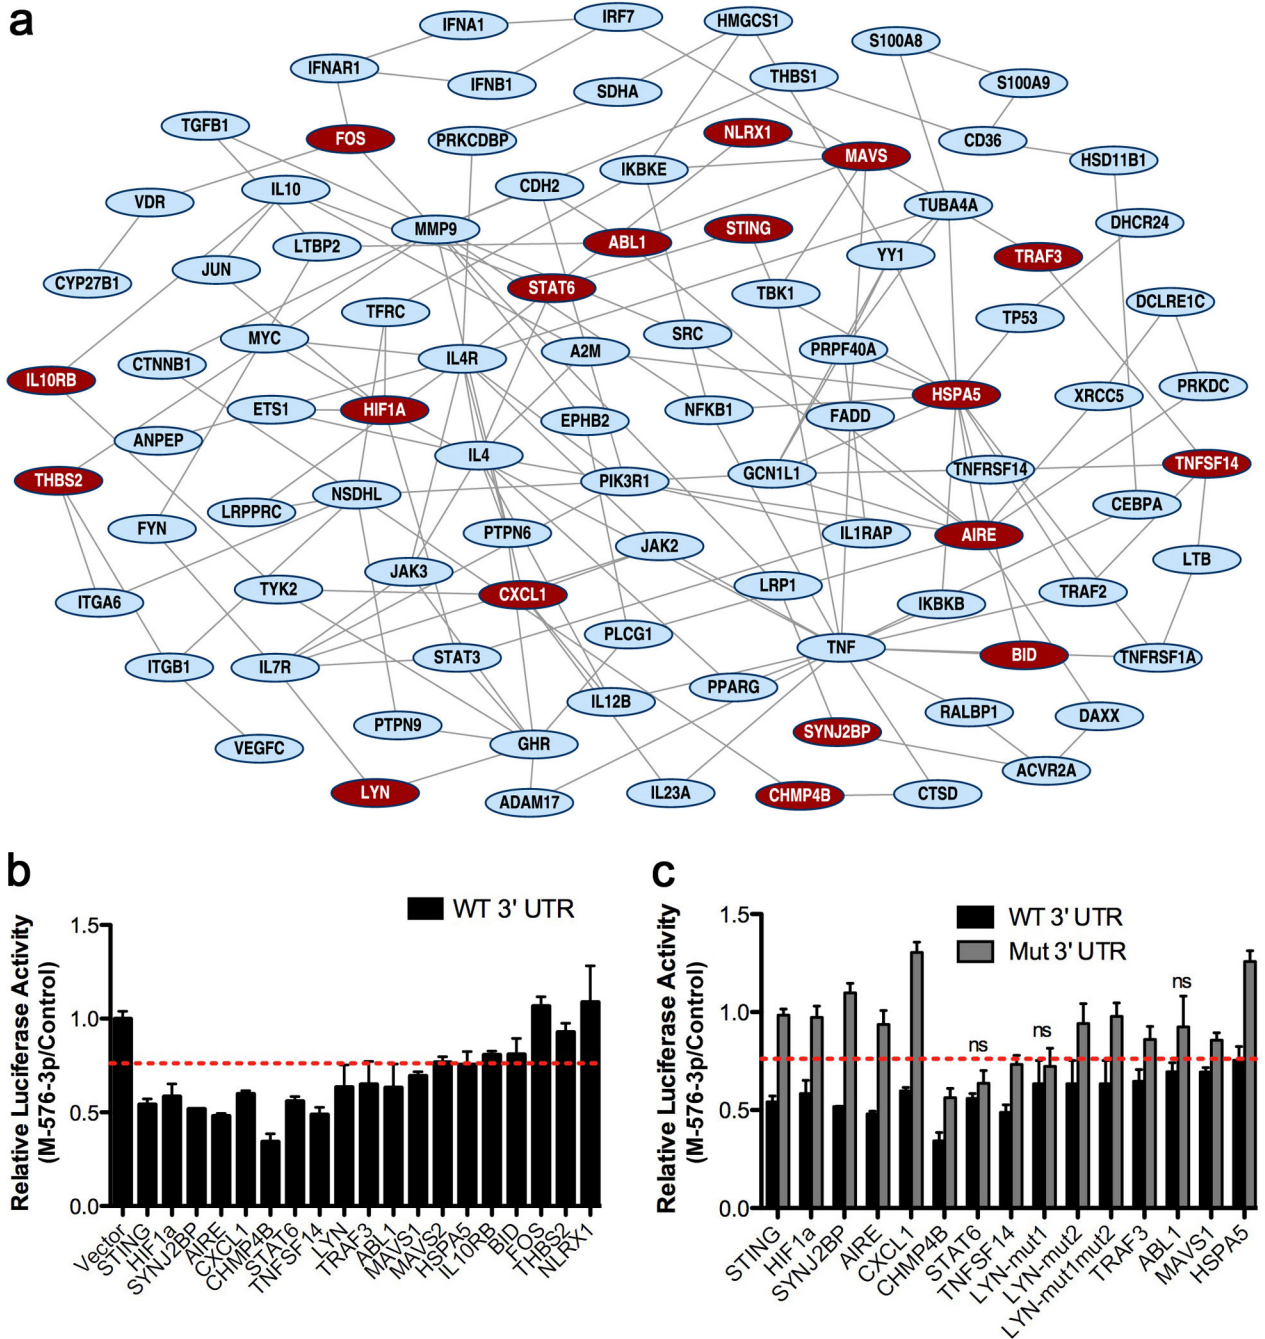 a
IFNA1
IRF7
HMGCS1
S100A8
IFNAR1
IFNB1
SDHA
THBS1
S100A9
TGFB1
FOS
PRKCDBP
NLRX1
MAVS
CD36
HSD11B1
IKBKE
VDR
IL10
CDH2
TUBA4A
DHCR24
LTBP2
MMP9
ABL1
STING
YY1
TRAF3
CYP27B1
JUN
STAT6
TBK1
DCLRE1C
TFRC
TP53
MYC
SRC
CTNNB1
IL4R
A2M
PRPF40A
IL10RB
HSPA5
XRCC5
PRKDC
ETS1
HIF1A
EPHB2
NFKB1
FADD
ANPEP
IL4
THBS2
NSDHL
PIK3R1
GCN1L1
TNFRSF14
TNFSF14
LRPPRC
CEBPA
FYN
PTPN6
JAK2
IL1RAP
AIRE
LTB
ITGA6
TYK2
JAK3
CXCL1
LRP1
IKBKB
TRAF2
PLCG1
ITGB1
IL7R
STAT3
TNF
BID
TNFRSF1A
IL12B
PPARG
RALBP1
DAXX
VEGFC
PTPN9
GHR
SYNJ2BP
ACVR2A
LYN
ADAM17
IL23A
CHMP4B
CTSD
b
WT 3' UTR
Relative Luciferase Activity
(M-576-3p/Control)
1.5
1.0
0.5
0.0
Vector
STING
HIF1a
SYNJ2BP
AIRE
CXCL1
CHMP4B
STAT6
TNFSF14
LYN
TRAF3
ABL1
MAVS1
MAVS2
HSPA5
IL10RB
BID
FOS
THBS2
NLRX1
c
WT 3' UTR
Mut 3' UTR
Relative Luciferase Activity
(M-576-3p/Control)
1.5
1.0
0.5
0.0
ns
ns
ns
STING
HIF1a
SYNJ2BP
AIRE
CXCL1
CHMP4B
STAT6
TNFSF14
LYN-mut1
LYN-mut2
LYN-mut1mut2
TRAF3
ABL1
MAVS1
HSPA5